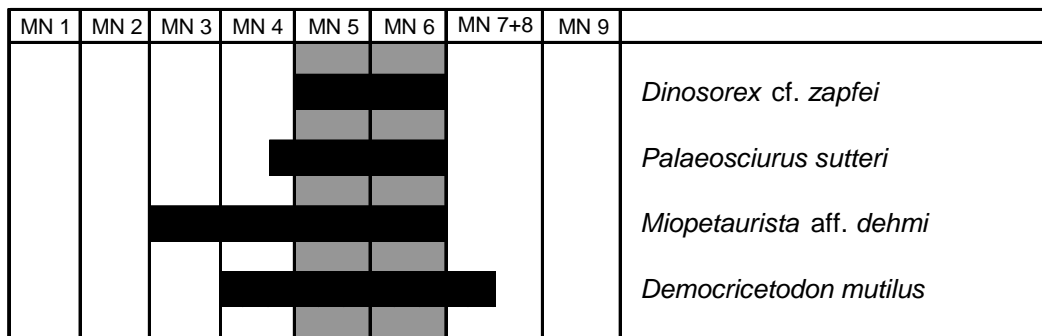 MN 1 MN 2 MN 3 MN 4 MN 5 MN 6 MN 7+8 MN 9
Dinosorex cf. zapfei
Palaeosciurus sutteri
Miopetaurista aff. dehmi
Democricetodon mutilus